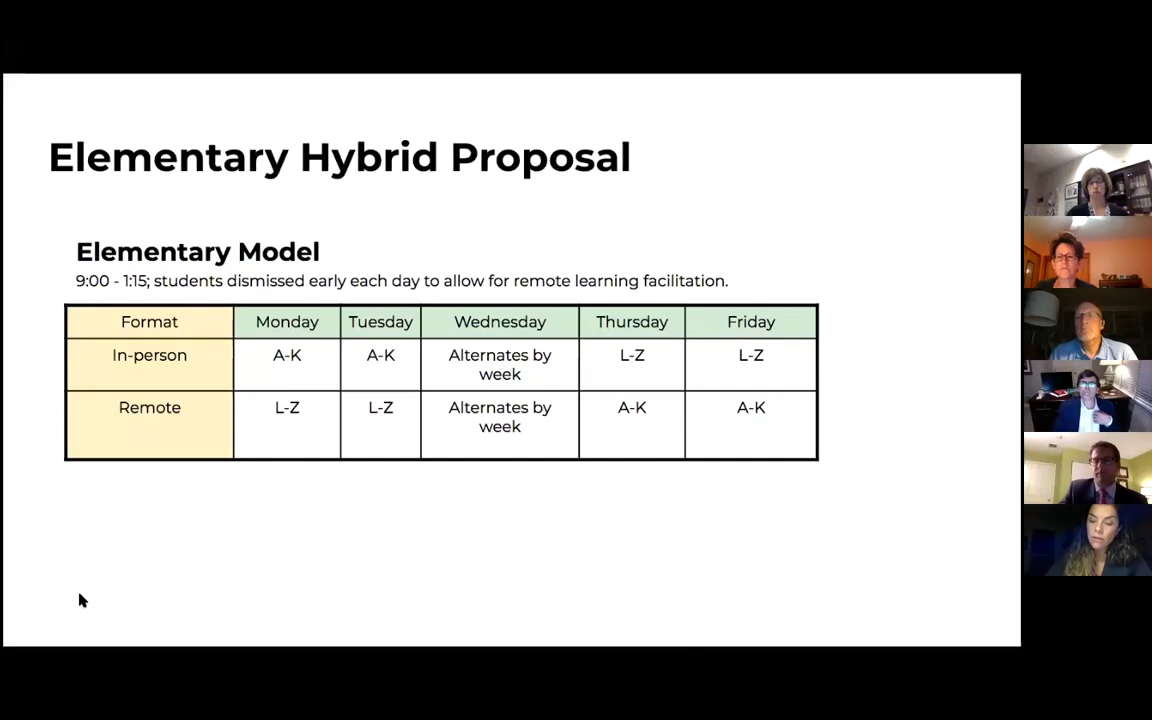 Elementary Hybrid Proposal
Elementary Model
9:00 - 1:15; students dismissed early each day to allow for remote learning facilitation.
Format Monday Tuesday Wednesday Thursday Friday
In-person A-K A-K Alternates by week L-Z L-Z
Remote L-Z L-Z Alternates by week A-K A-K